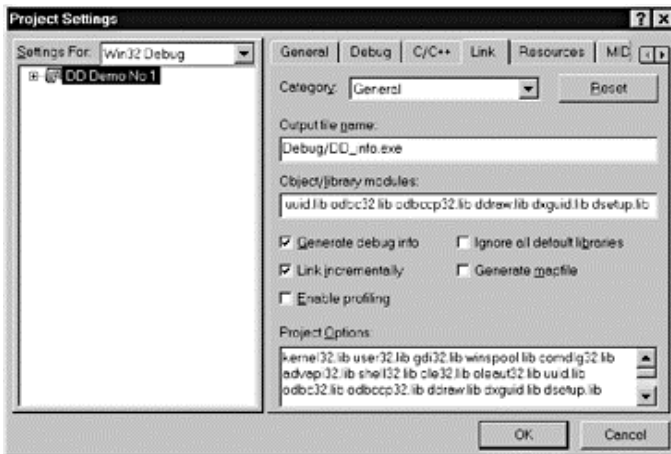 Project Settings
Settings For: Win32 Debug
DD Demo No 1
General Debug C/C++ Link Resources MID
Category: General
Reset
Output file name:
Debug/DD_info.exe
Object/library modules:
uuid.lib odbc32.lib odbccp32.lib ddraw.lib dxguid.lib dsetup.lib
Generate debug info
Ignore all default libraries
Link incrementally
Generate mapfile
Enable profiling
Project Options:
kernel32.lib user32.lib gdi32.lib winspool.lib comdlg32.lib
advapi32.lib shell32.lib ole32.lib oleaut32.lib uuid.lib
odbc32.lib odbccp32.lib ddraw.lib dxguid.lib dsetup.lib
OK Cancel